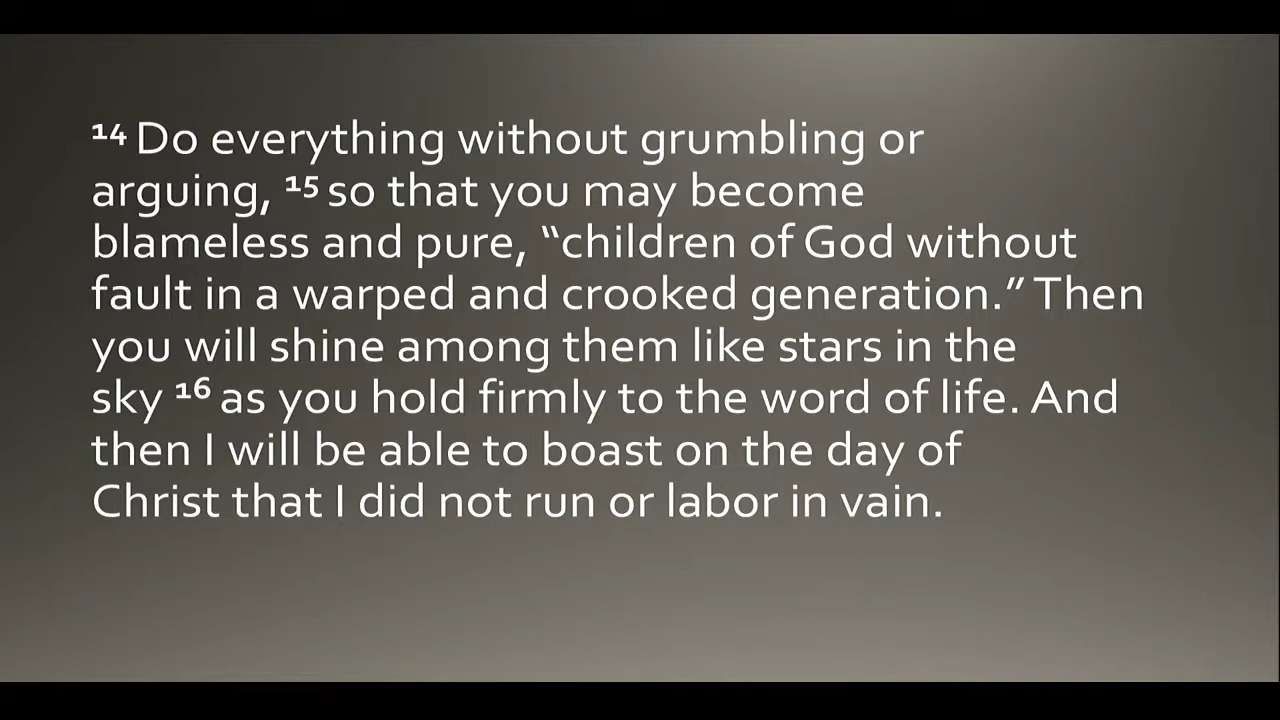 14 Do everything without grumbling or
arguing, 15 so that you may become
blameless and pure, “children of God without
fault in a warped and crooked generation.” Then
you will shine among them like stars in the
sky 16 as you hold firmly to the word of life. And
then I will be able to boast on the day of
Christ that I did not run or labor in vain.